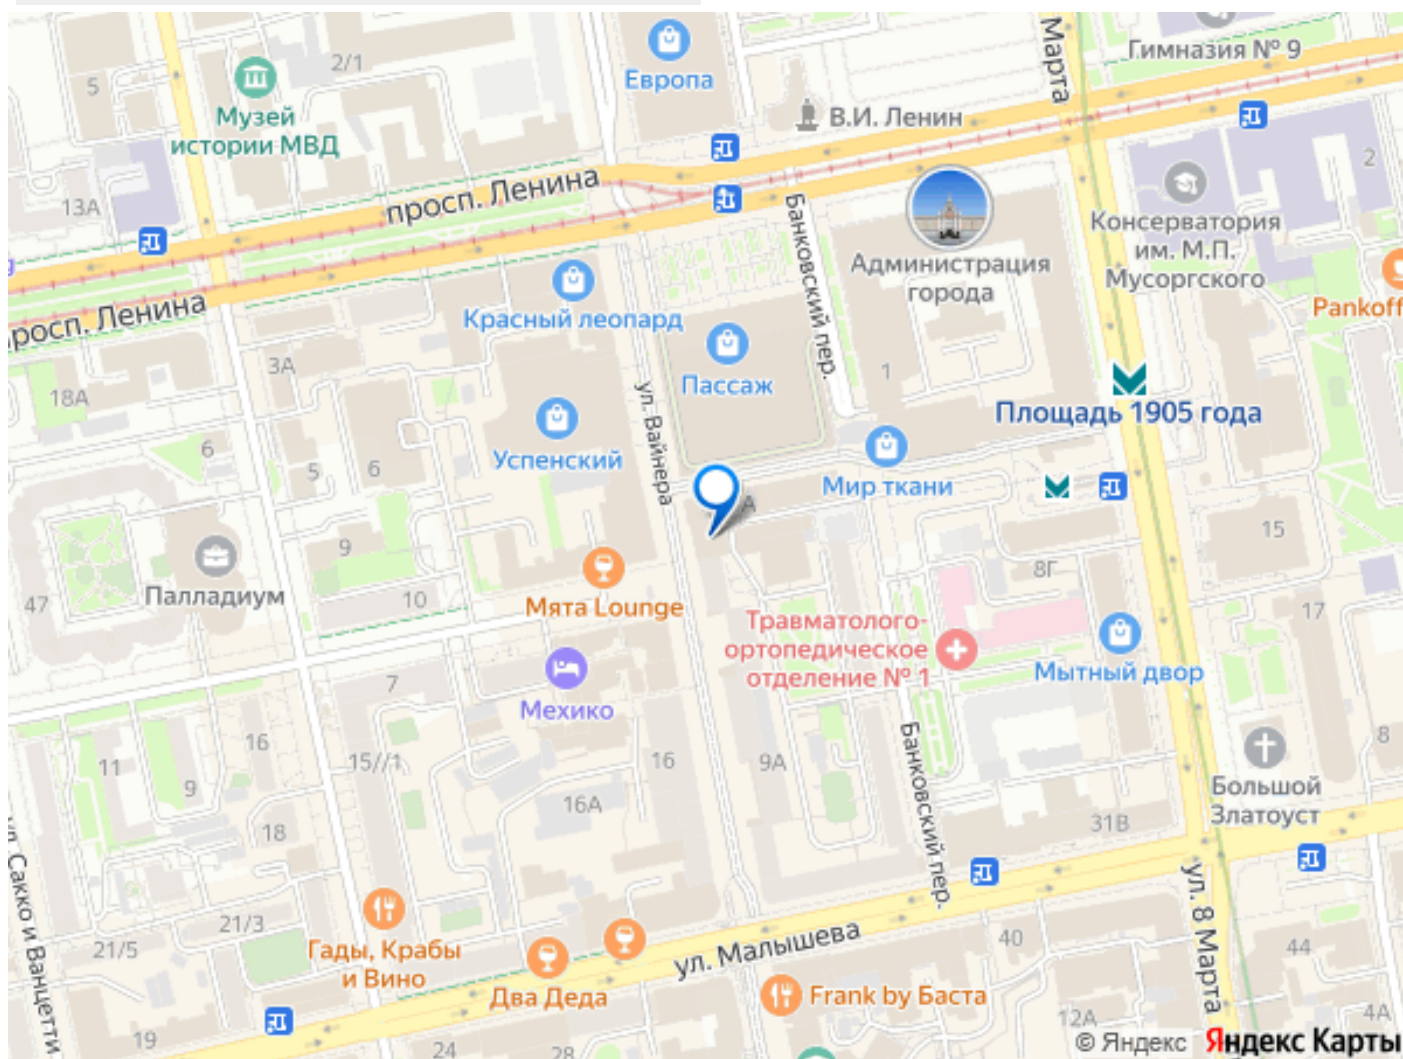 Европа
Марта
Гимназия № 9
2/1
5
Музей
истории МВД
В.И. Ленин
2
просп. Ленина
13А
Банковский пер.
Консерватория
им. М.П.
Мусоргского
Администрация
города
Pankoff
Красный леопард
просп. Ленина
Пассаж
3А
1
18А
ул. Вайнера
Площадь 1905 года
Успенский
6
5
6
Мир ткани
А
15
9
8Г
Палладиум
47
10
Мята Lounge
17
Травматолого-
ортопедическое
отделение № 1
Мытный двор
7
Мехико
16
11
15//1
16
9А
Банковский пер.
8
9
16А
Большой
Златоуст
18
31В
ул. Сакко и Ванцетти
21/3
21/5
Гады, Крабы
и Вино
ул. Малышева
40
ул. 8 Марта
44
Два Деда
Frank by Баста
12А
4А
19
24
28
© Яндекс Яндекс Карты